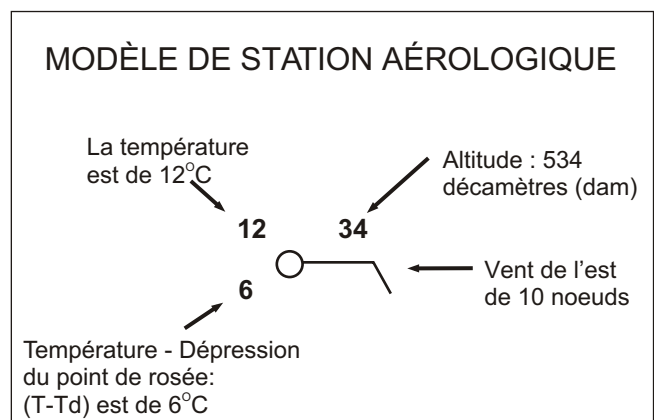 MODÈLE DE STATION AÉROLOGIQUE
La température
est de 12°C
Altitude : 534
décamètres (dam)
12
34
6
Vent de l'est
de 10 noeuds
Température - Dépression
du point de rosée:
(T-Td) est de 6°C